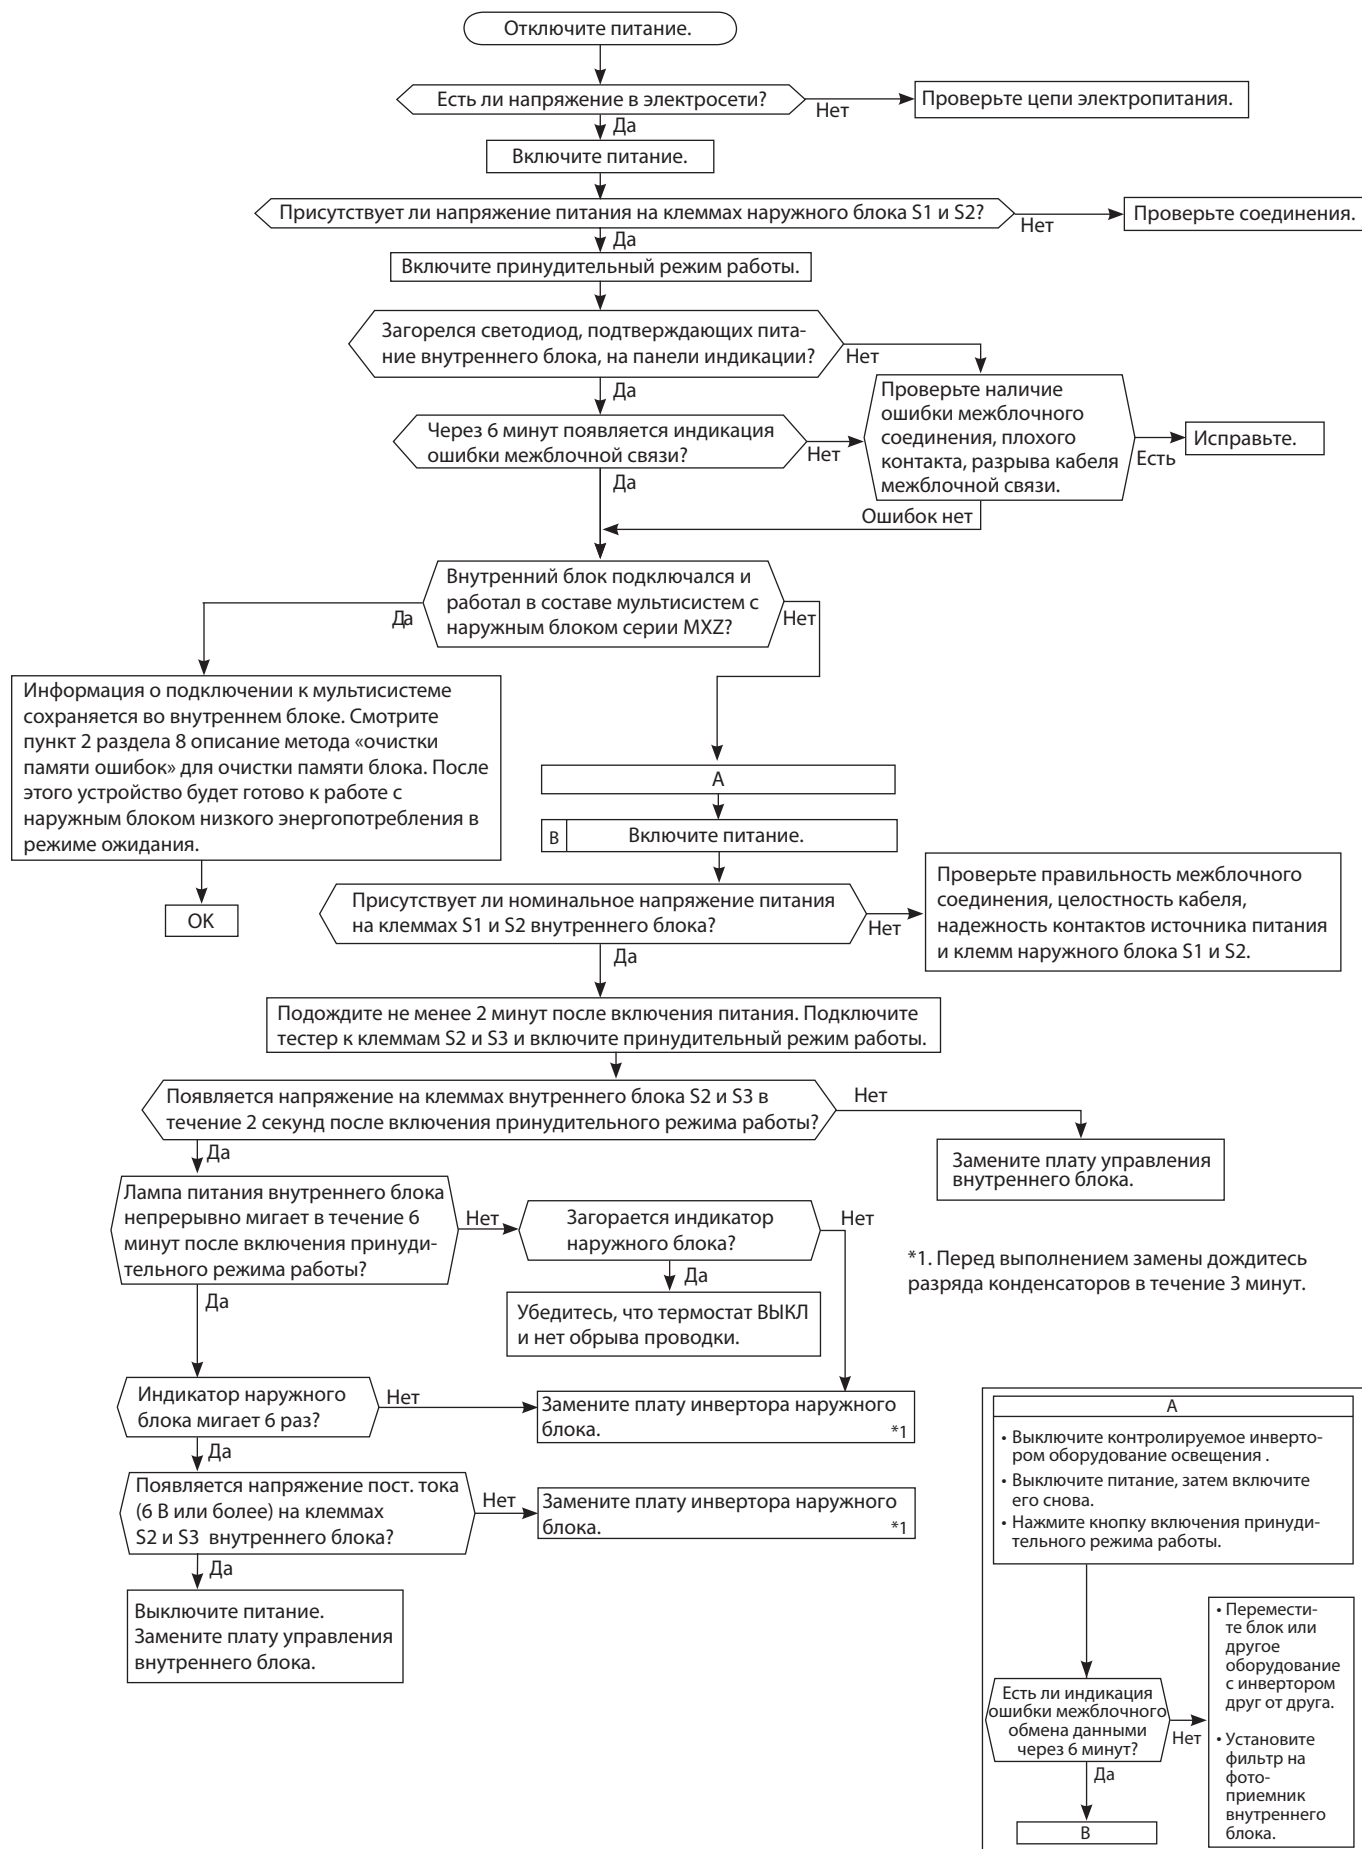 Отключите питание.
Есть ли напряжение в электросети?
Нет
Проверьте цепи электропитания.
Да
Включите питание.
Присутствует ли напряжение питания на клеммах наружного блока S1 и S2?
Нет
Проверьте соединения.
Да
Включите принудительный режим работы.
Загорелся светодиод, подтверждающих пита-
ние внутреннего блока, на панели индикации?
Нет
Да
Проверьте наличие
ошибки межблочного
соединения, плохого
контакта, разрыва кабеля
межблочной связи.
Через 6 минут появляется индикация
ошибки межблочной связи?
Нет
Есть
Исправьте.
Да
Ошибок нет
Внутренний блок подключался и
работал в составе мультисистем с
наружным блоком серии MXZ?
Да
Нет
Информация о подключении к мультисистеме
сохраняется во внутреннем блоке. Смотрите
пункт 2 раздела 8 описание метода «очистки
памяти ошибок» для очистки памяти блока. После
этого устройство будет готово к работе с
наружным блоком низкого энергопотребления в
режиме ожидания.
OK
A
B
Включите питание.
Присутствует ли номинальное напряжение питания
на клеммах S1 и S2 внутреннего блока?
Нет
Проверьте правильность межблочного
соединения, целостность кабеля,
надежность контактов источника питания
и клемм наружного блока S1 и S2.
Да
Подождите не менее 2 минут после включения питания. Подключите
тестер к клеммам S2 и S3 и включите принудительный режим работы.
Появляется напряжение на клеммах внутреннего блока S2 и S3 в
течение 2 секунд после включения принудительного режима работы?
Нет
Замените плату управления
внутреннего блока.
Да
Лампа питания внутреннего блока
непрерывно мигает в течение 6
минут после включения принуди-
тельного режима работы?
Нет
Загорается индикатор
наружного блока?
Нет
Да
Убедитесь, что термостат ВЫКЛ
и нет обрыва проводки.
*1. Перед выполнением замены дождитесь
разряда конденсаторов в течение 3 минут.
Да
Индикатор наружного
блока мигает 6 раз?
Нет
Замените плату инвертора наружного
блока. *1
Да
Появляется напряжение пост. тока
(6 В или более) на клеммах
S2 и S3 внутреннего блока?
Нет
Замените плату инвертора наружного
блока. *1
Да
Выключите питание.
Замените плату управления
внутреннего блока.
A
• Выключите контролируемое инверто-
ром оборудование освещения .
• Выключите питание, затем включите
его снова.
• Нажмите кнопку включения принуди-
тельного режима работы.
Есть ли индикация
ошибки межблочного
обмена данными
через 6 минут?
Нет
• Перемести-
те блок или
другое
оборудование
с инвертором
друг от друга.
• Установите
фильтр на
фото-
приемник
внутреннего
блока.
Да
B